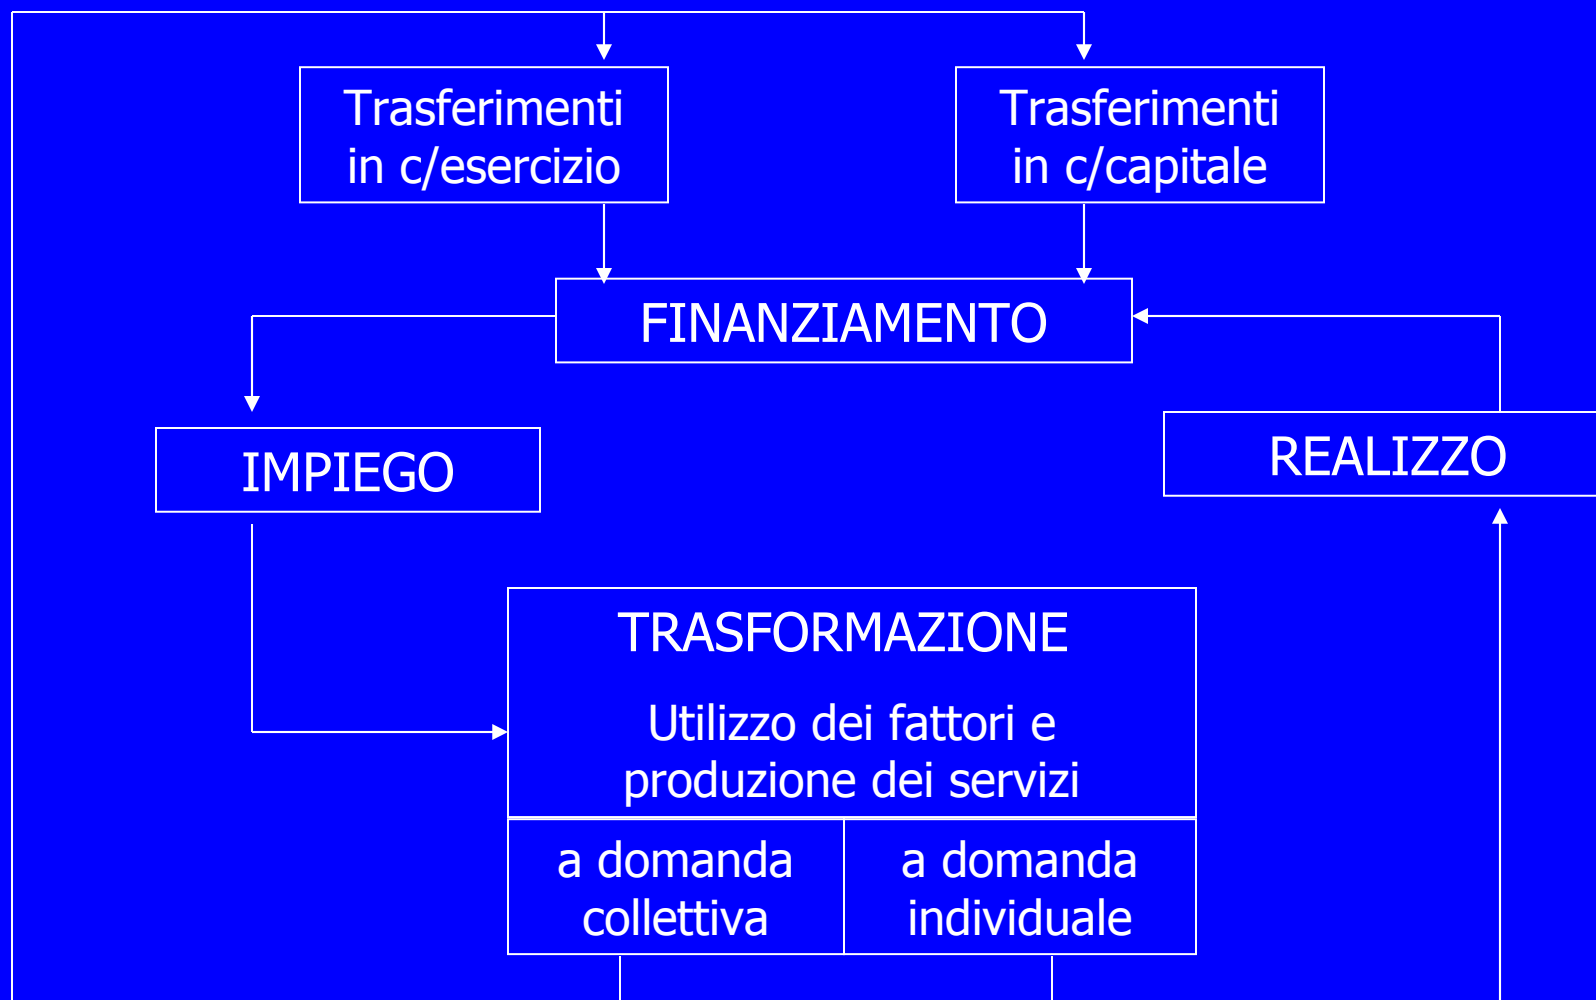 Trasferimenti
in c/esercizio
Trasferimenti
in c/capitale
FINANZIAMENTO
IMPIEGO
REALIZZO
TRASFORMAZIONE
Utilizzo dei fattori e
produzione dei servizi
a domanda
collettiva
a domanda
individuale